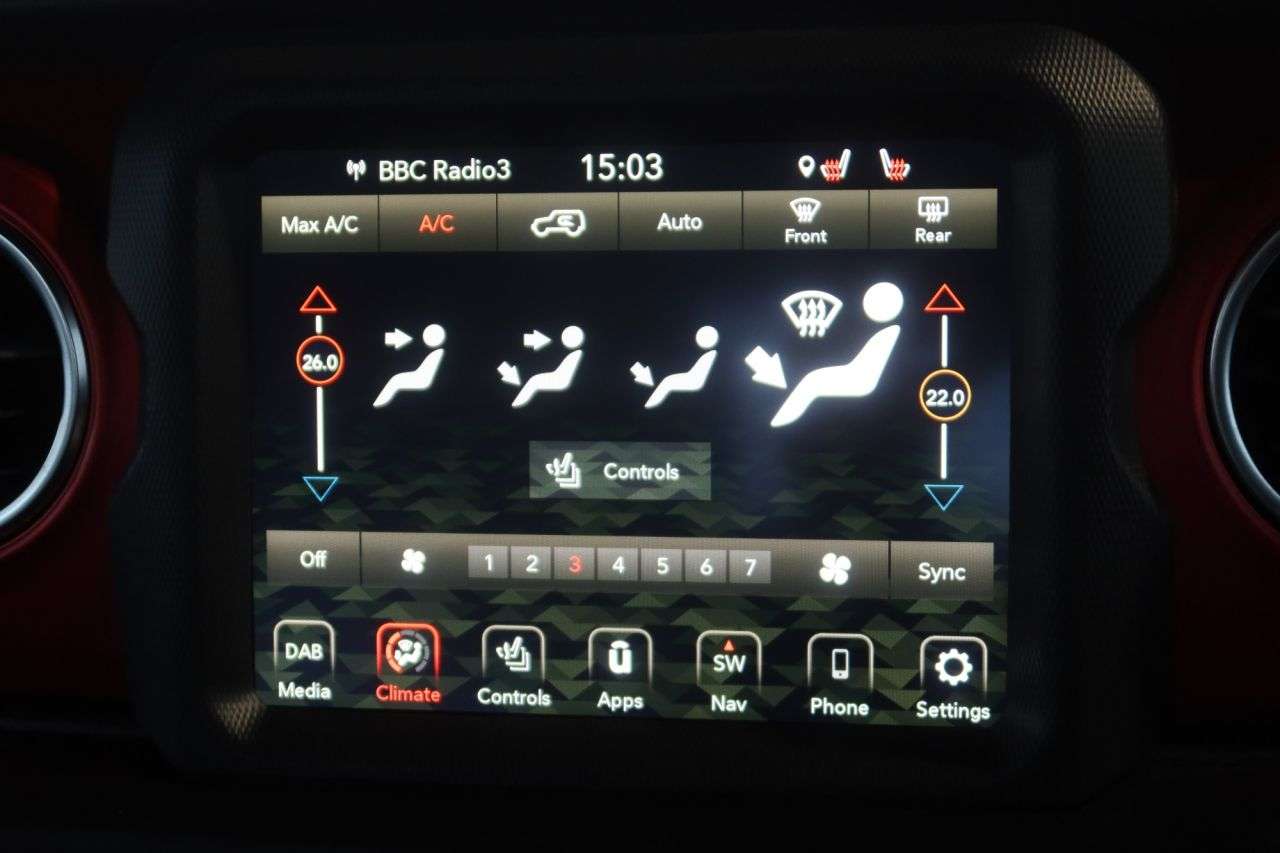 BBC Radio3 15:03
Max A/C A/C Auto Front Rear
26.0
22.0
Controls
Off 1 2 3 4 5 6 7 Sync
DAB ū SW
Media Climate Controls Apps Nav Phone Settings